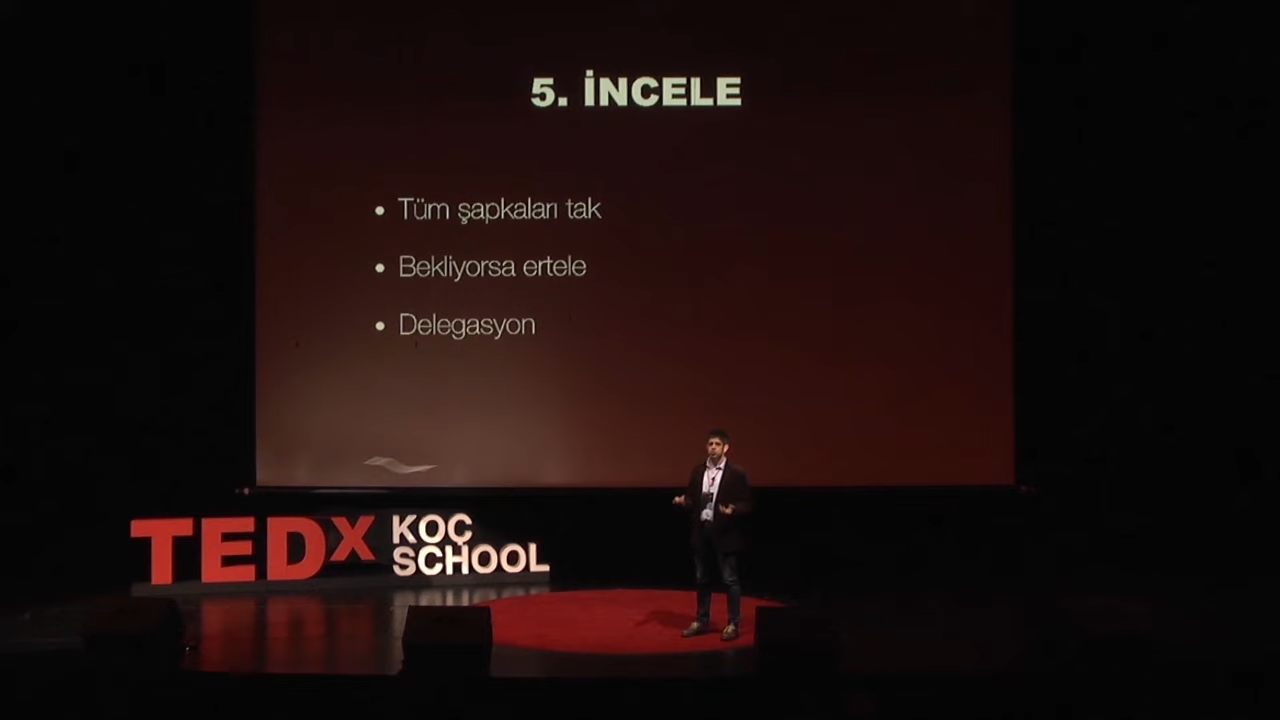 5. İNCELE
• Tüm şapkaları tak
• Bekliyorsa ertele
• Delegasyon
TEDx KOÇ
SCHOOL